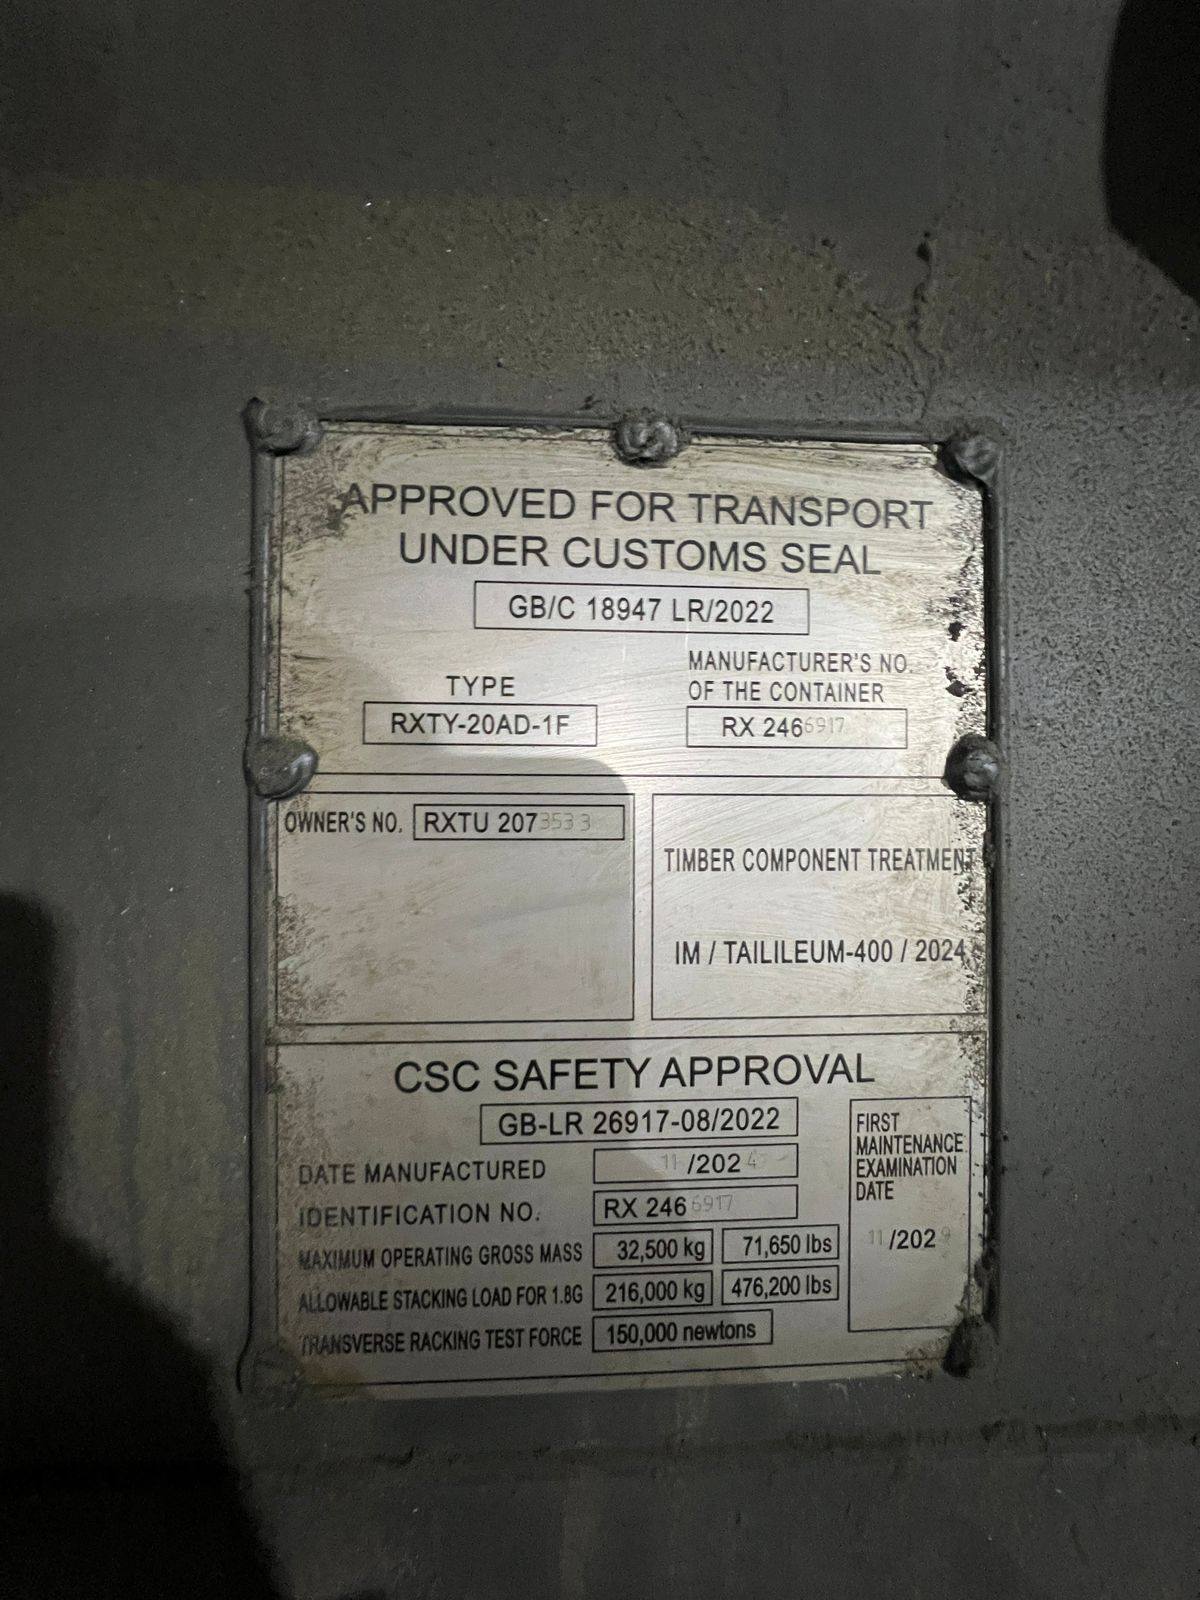 APPROVED FOR TRANSPORT
UNDER CUSTOMS SEAL
GB/C 18947 LR/2022
TYPE
RXTY-20AD-1F
MANUFACTURER'S NO.
OF THE CONTAINER
RX 2466917
OWNER'S NO. RXTU 2073533
TIMBER COMPONENT TREATMENT
IM / TAILILEUM-400 / 2024
CSC SAFETY APPROVAL
GB-LR 26917-08/2022
DATE MANUFACTURED 11/2024
IDENTIFICATION NO. RX 2466917
MAXIMUM OPERATING GROSS MASS 32,500 kg 71,650 lbs
ALLOWABLE STACKING LOAD FOR 1.8G 216,000 kg 476,200 lbs
TRANSVERSE RACKING TEST FORCE 150,000 newtons
FIRST
MAINTENANCE
EXAMINATION
DATE
11/2029